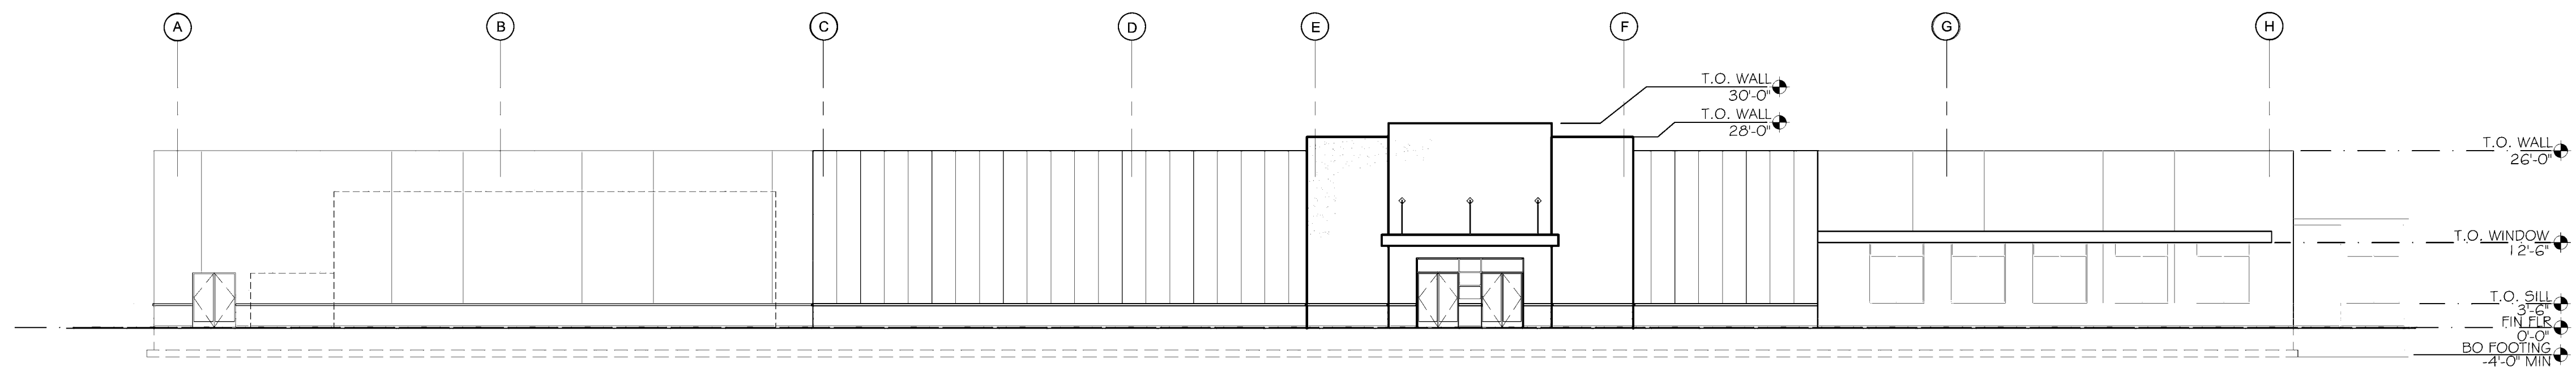 A B C D E F G H
T.O. WALL
30'-0"
T.O. WALL
28'-0"
T.O. WALL
26'-0"
T.O. WINDOW
12'-6"
T.O. SILL
3'-6"
FIN FLR
0'-0"
BO FOOTING
-4'-0" MIN